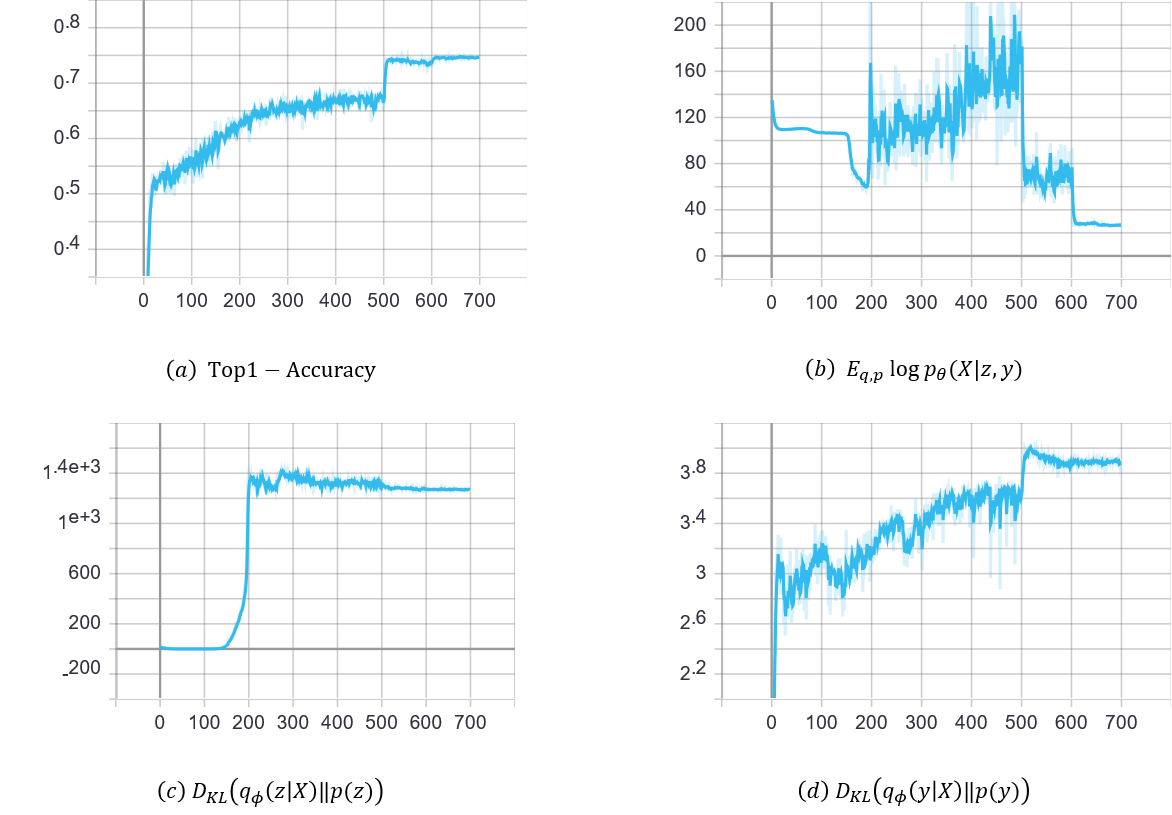 0.8
0.7
0.6
0.5
0.4
0 100 200 300 400 500 600 700
(a) Top1 − Accuracy
200
160
120
80
40
0
0 100 200 300 400 500 600 700
(b) E_{q,p} log p_θ(X|z, y)
1.4e+3
1e+3
600
200
-200
0 100 200 300 400 500 600 700
(c) D_{KL}(q_ϕ(z|X)‖p(z))
3.8
3.4
3
2.6
2.2
0 100 200 300 400 500 600 700
(d) D_{KL}(q_ϕ(y|X)‖p(y))